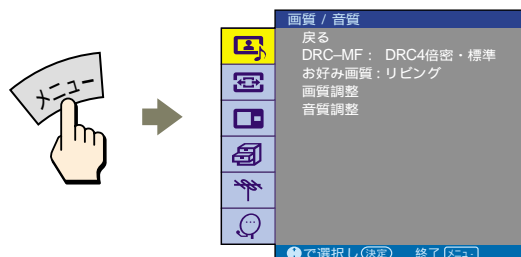 メニュー
画質 / 音質
戻る
DRC–MF： DRC4倍密・標準
お好み画質：リビング
画質調整
音質調整
で選択し 決定 終了 メニュー